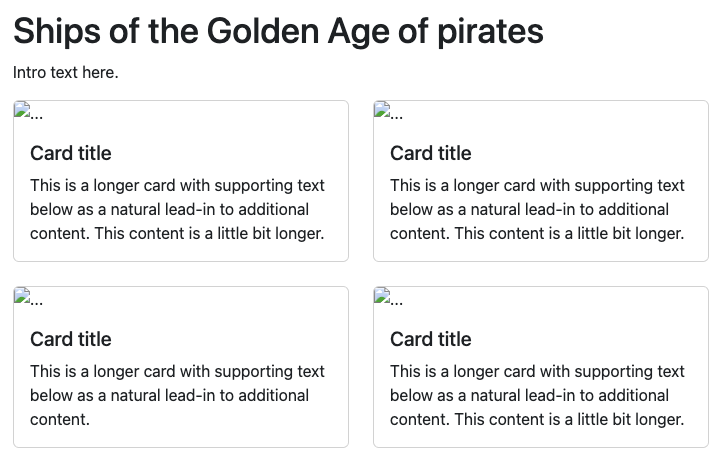 Ships of the Golden Age of pirates
Intro text here.
...
Card title
This is a longer card with supporting text
below as a natural lead-in to additional
content. This content is a little bit longer.
...
Card title
This is a longer card with supporting text
below as a natural lead-in to additional
content. This content is a little bit longer.
...
Card title
This is a longer card with supporting text
below as a natural lead-in to additional
content.
...
Card title
This is a longer card with supporting text
below as a natural lead-in to additional
content. This content is a little bit longer.